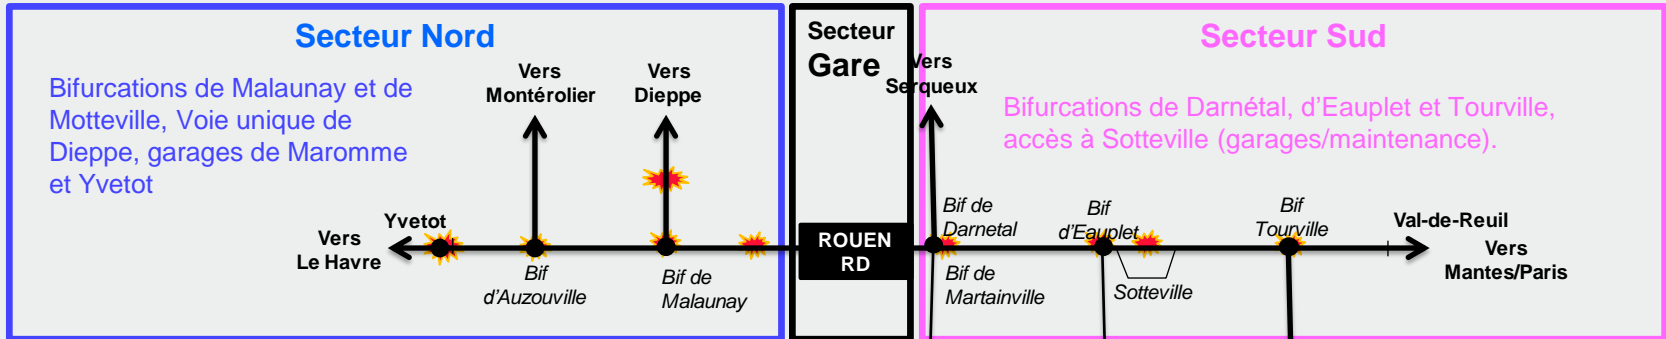 Secteur Nord
Bifurcations de Malaunay et de
Motteville, Voie unique de
Dieppe, garages de Maromme
et Yvetot
Vers
Montérolier
Vers
Dieppe
Yvetot
Vers
Le Havre
Bif
d'Auzouville
Bif de
Malaunay
Secteur
Gare
ROUEN
RD
Secteur Sud
Vers
Serqueux
Bifurcations de Darnétal, d'Eauplet et Tourville,
accès à Sotteville (garages/maintenance).
Bif de
Darnetal
Bif
d'Eauplet
Bif
Tourville
Val-de-Reuil
Vers
Mantes/Paris
Bif de
Martainville
Sotteville